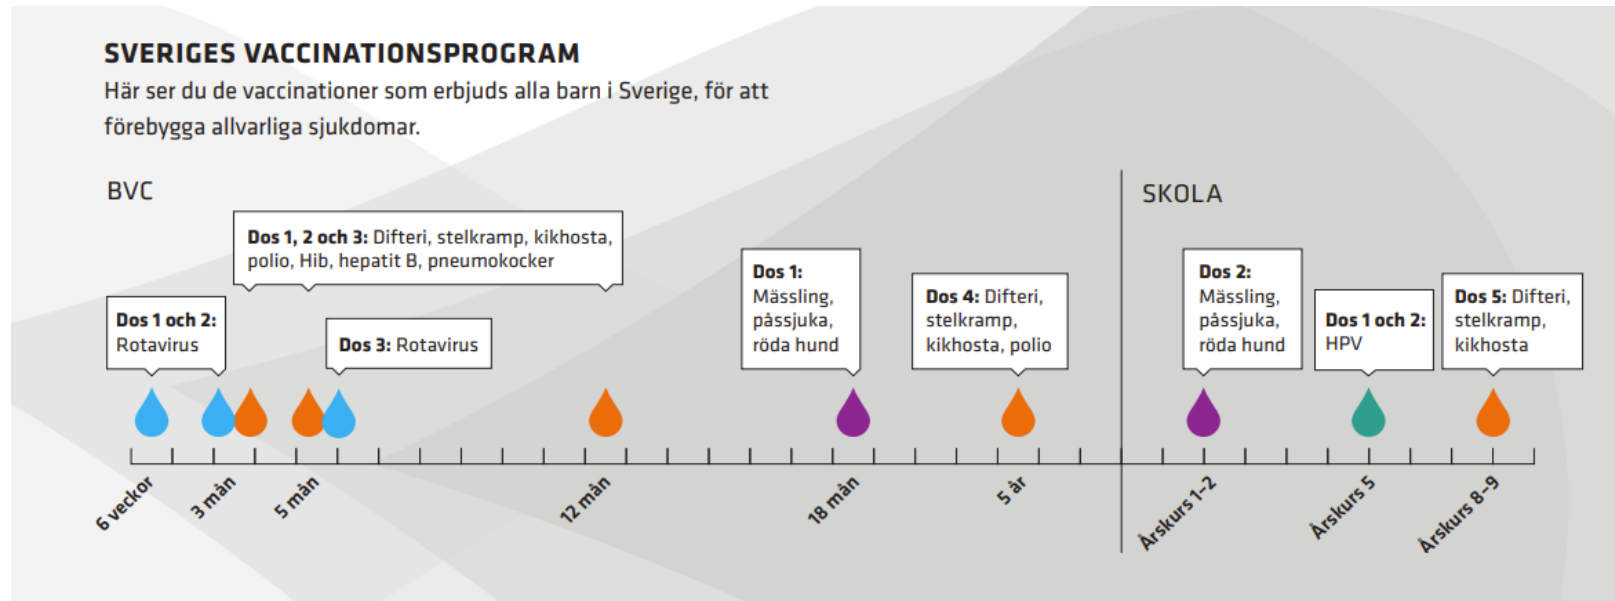 SVERIGES VACCINATIONSPROGRAM
Här ser du de vaccinationer som erbjuds alla barn i Sverige, för att
förebygga allvarliga sjukdomar.
BVC
Dos 1 och 2:
Rotavirus
Dos 1, 2 och 3: Difteri, stelkramp, kikhosta,
polio, Hib, hepatit B, pneumokocker
Dos 3: Rotavirus
Dos 1:
Mässling,
påssjuka,
röda hund
Dos 4: Difteri,
stelkramp,
kikhosta, polio
SKOLA
Dos 2:
Mässling,
påssjuka,
röda hund
Dos 1 och 2:
HPV
Dos 5: Difteri,
stelkramp,
kikhosta
6 veckor
3 mån
5 mån
12 mån
18 mån
5 år
Årskurs 1–2
Årskurs 5
Årskurs 8–9